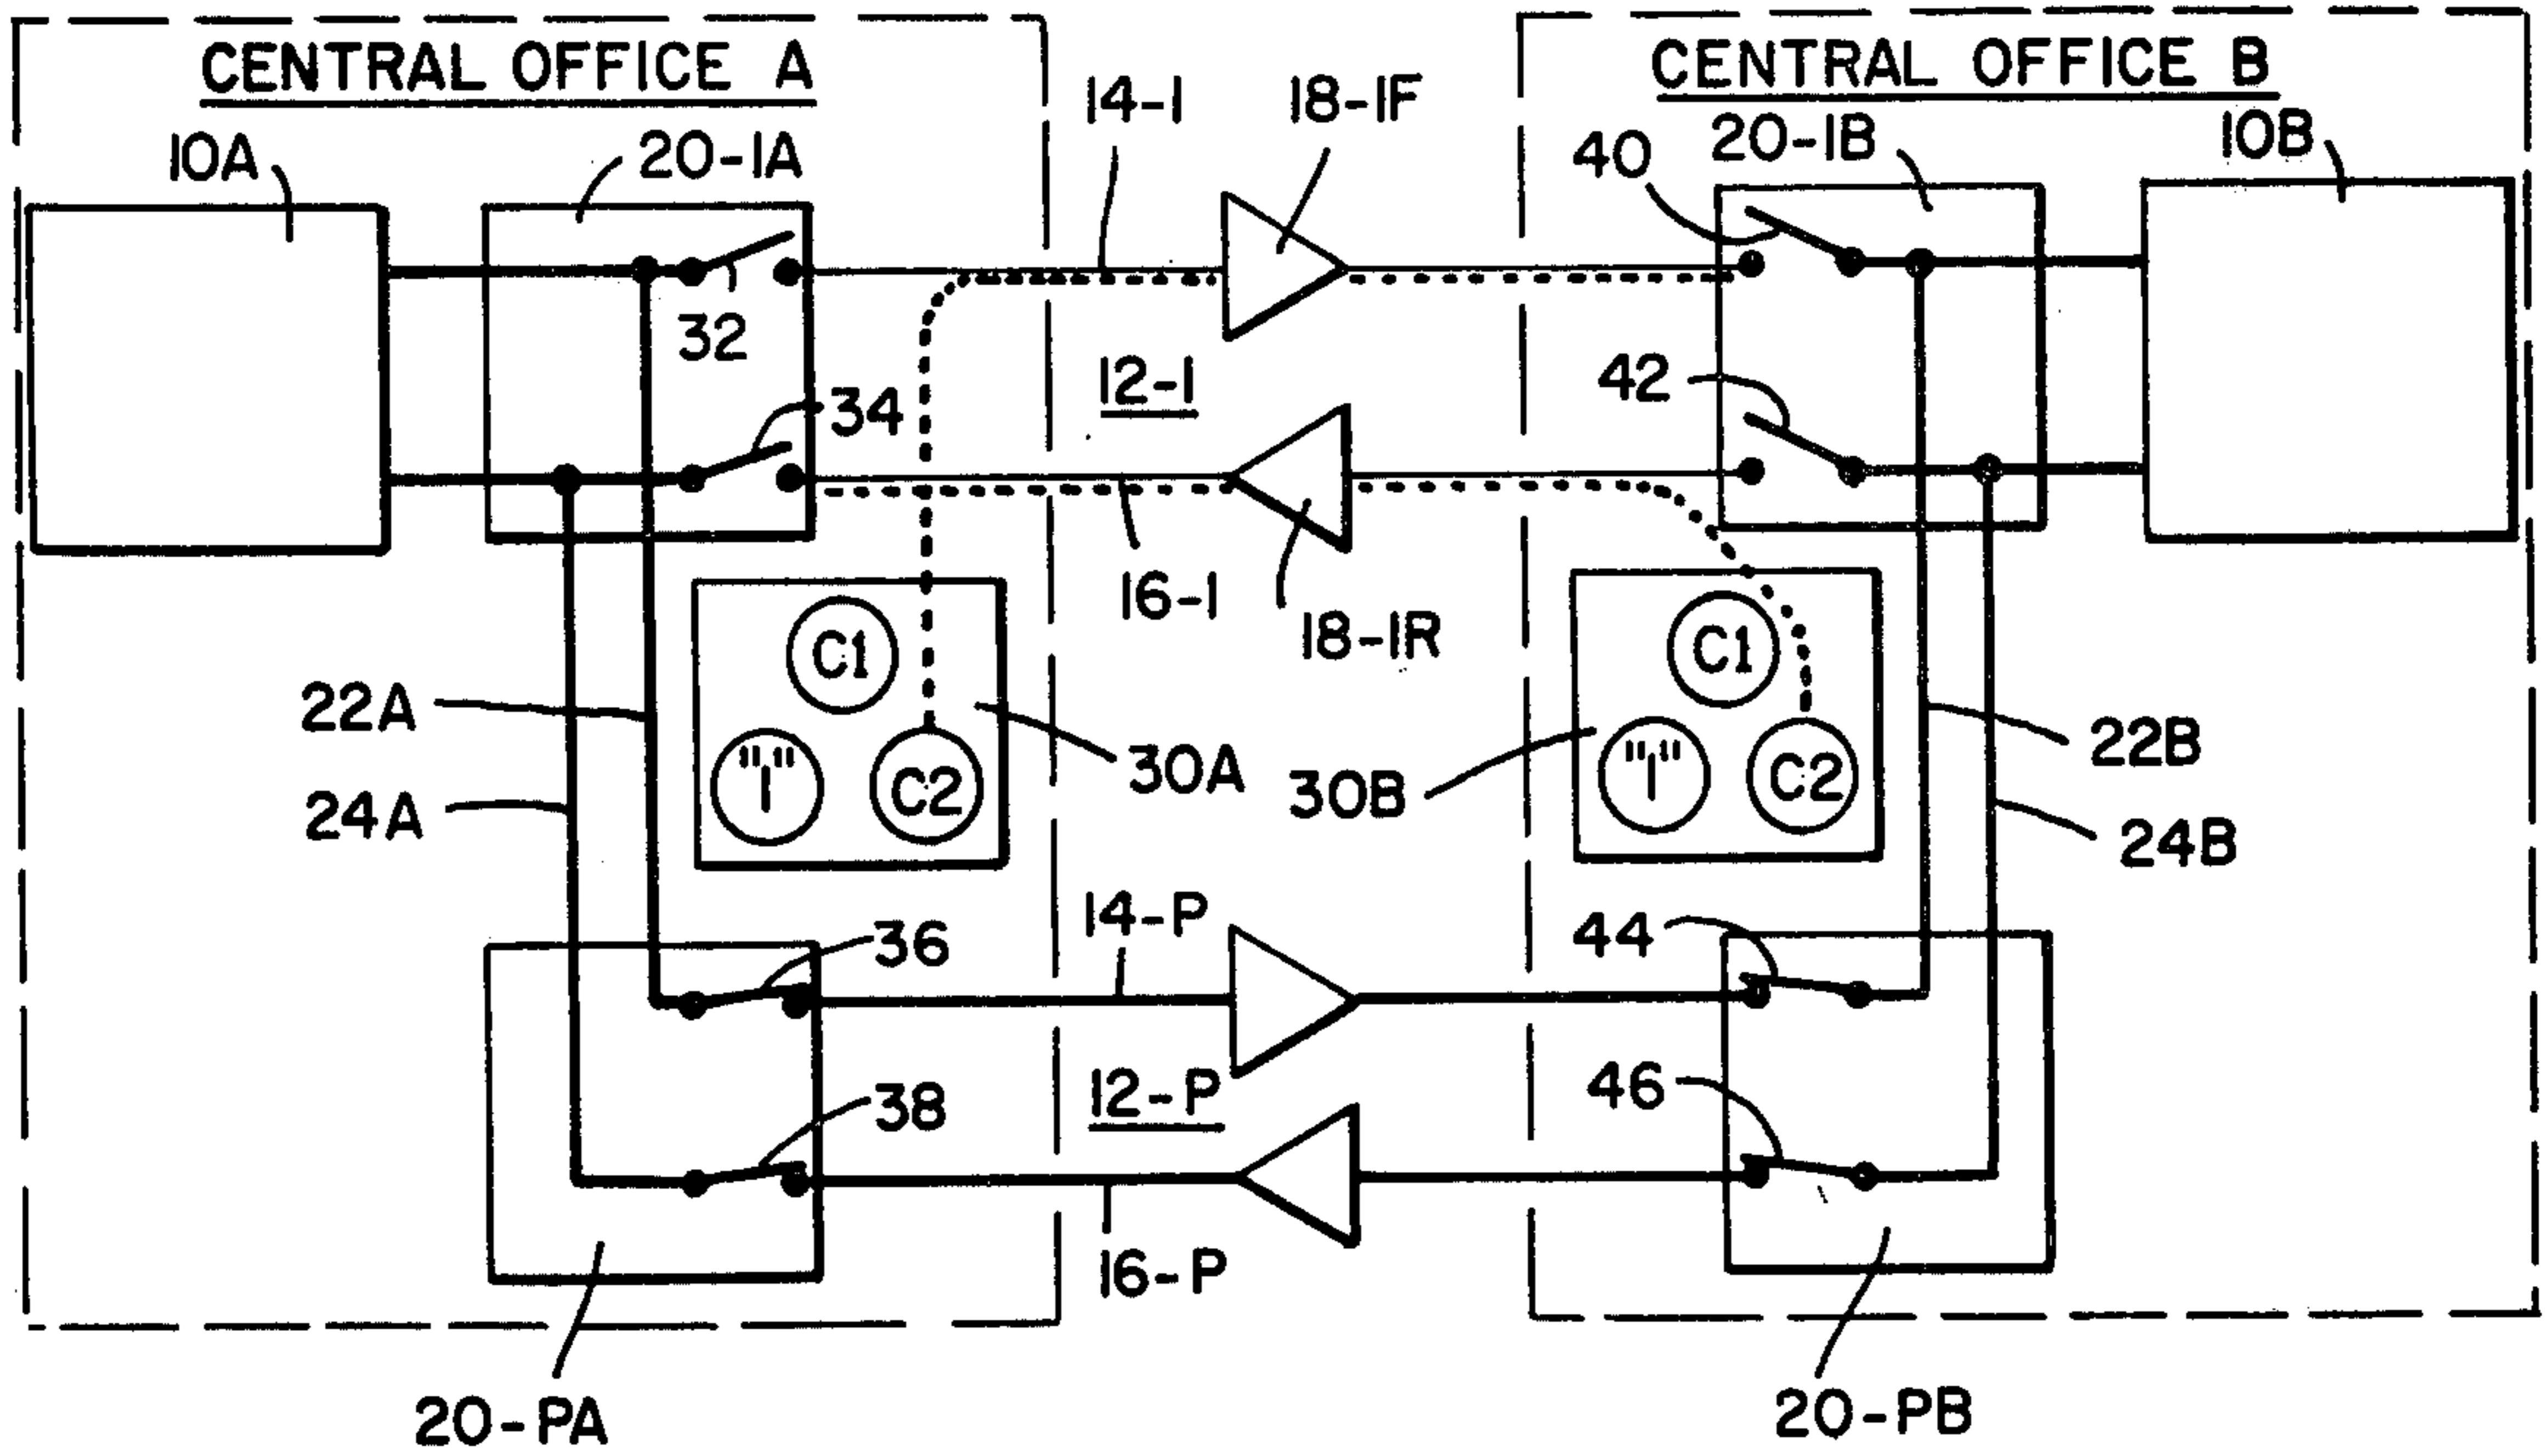 CENTRAL OFFICE A
CENTRAL OFFICE B
14-1
18-1F
10A
20-1A
40
20-1B
10B
32
12-1
42
34
16-1
18-1R
C1
C1
22A
"I"
C2
30A
30B
"I"
C2
22B
24A
24B
36
14-P
44
38
12-P
46
16-P
20-PA
20-PB